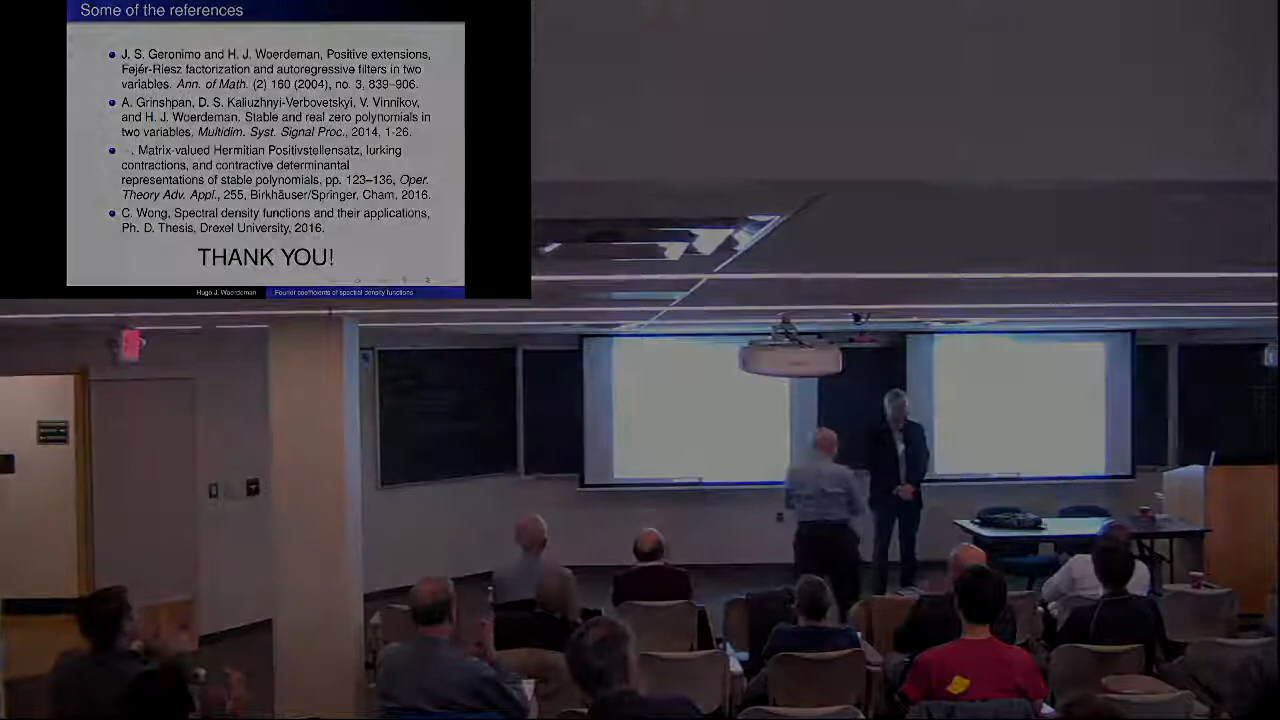 Some of the references
J. S. Geronimo and H. J. Woerdeman, Positive extensions,
Fejér-Riesz factorization and autoregressive filters in two
variables. Ann. of Math. (2) 160 (2004), no. 3, 839–906.
A. Grinshpan, D. S. Kaliuzhnyi-Verbovetskyi, V. Vinnikov,
and H. J. Woerdeman. Stable and real zero polynomials in
two variables, Multidim. Syst. Signal Proc., 2014, 1-26.
–. Matrix-valued Hermitian Positivstellensatz, lurking
contractions, and contractive determinantal
representations of stable polynomials, pp. 123–136, Oper.
Theory Adv. Appl., 255, Birkhäuser/Springer, Cham, 2016.
C. Wong, Spectral density functions and their applications,
Ph. D. Thesis, Drexel University, 2016.
THANK YOU!
Hugo J. Woerdeman Fourier coefficients of spectral density functions